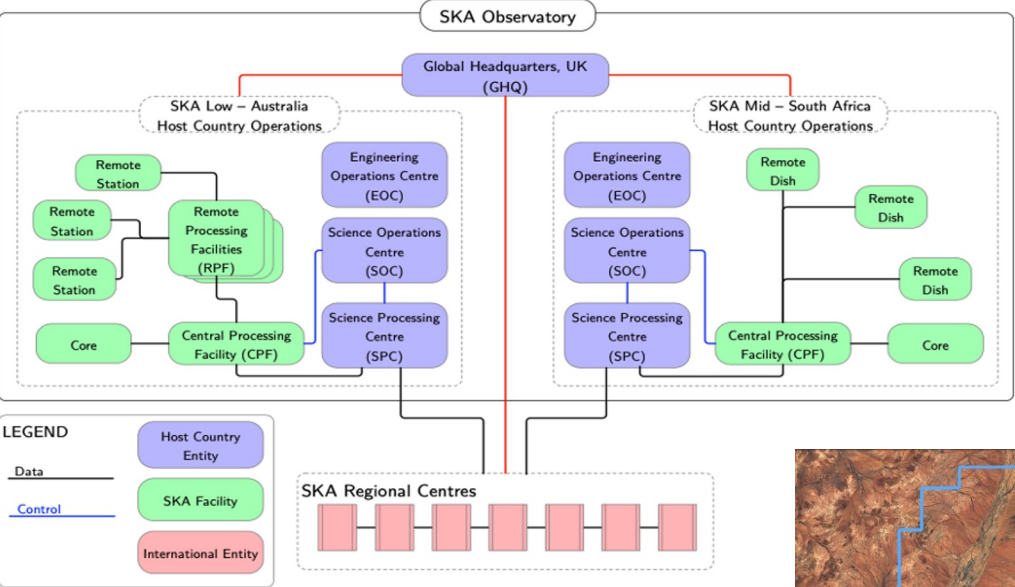 SKA Observatory
Global Headquarters, UK
(GHQ)
SKA Low – Australia
Host Country Operations
SKA Mid – South Africa
Host Country Operations
Remote
Station
Remote
Station
Remote
Station
Remote
Processing
Facilities
(RPF)
Core
Central Processing
Facility (CPF)
Engineering
Operations Centre
(EOC)
Science Operations
Centre
(SOC)
Science Processing
Centre
(SPC)
Engineering
Operations Centre
(EOC)
Science Operations
Centre
(SOC)
Science Processing
Centre
(SPC)
Remote
Dish
Remote
Dish
Remote
Dish
Central Processing
Facility (CPF)
Core
LEGEND
Data
Control
Host Country
Entity
SKA Facility
International Entity
SKA Regional Centres